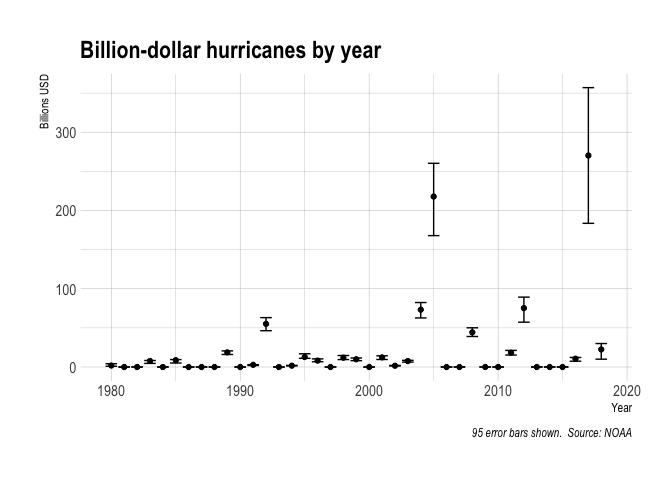 Billion-dollar hurricanes by year
Billions USD
300
200
100
0
1980 1990 2000 2010 2020
Year
95 error bars shown. Source: NOAA